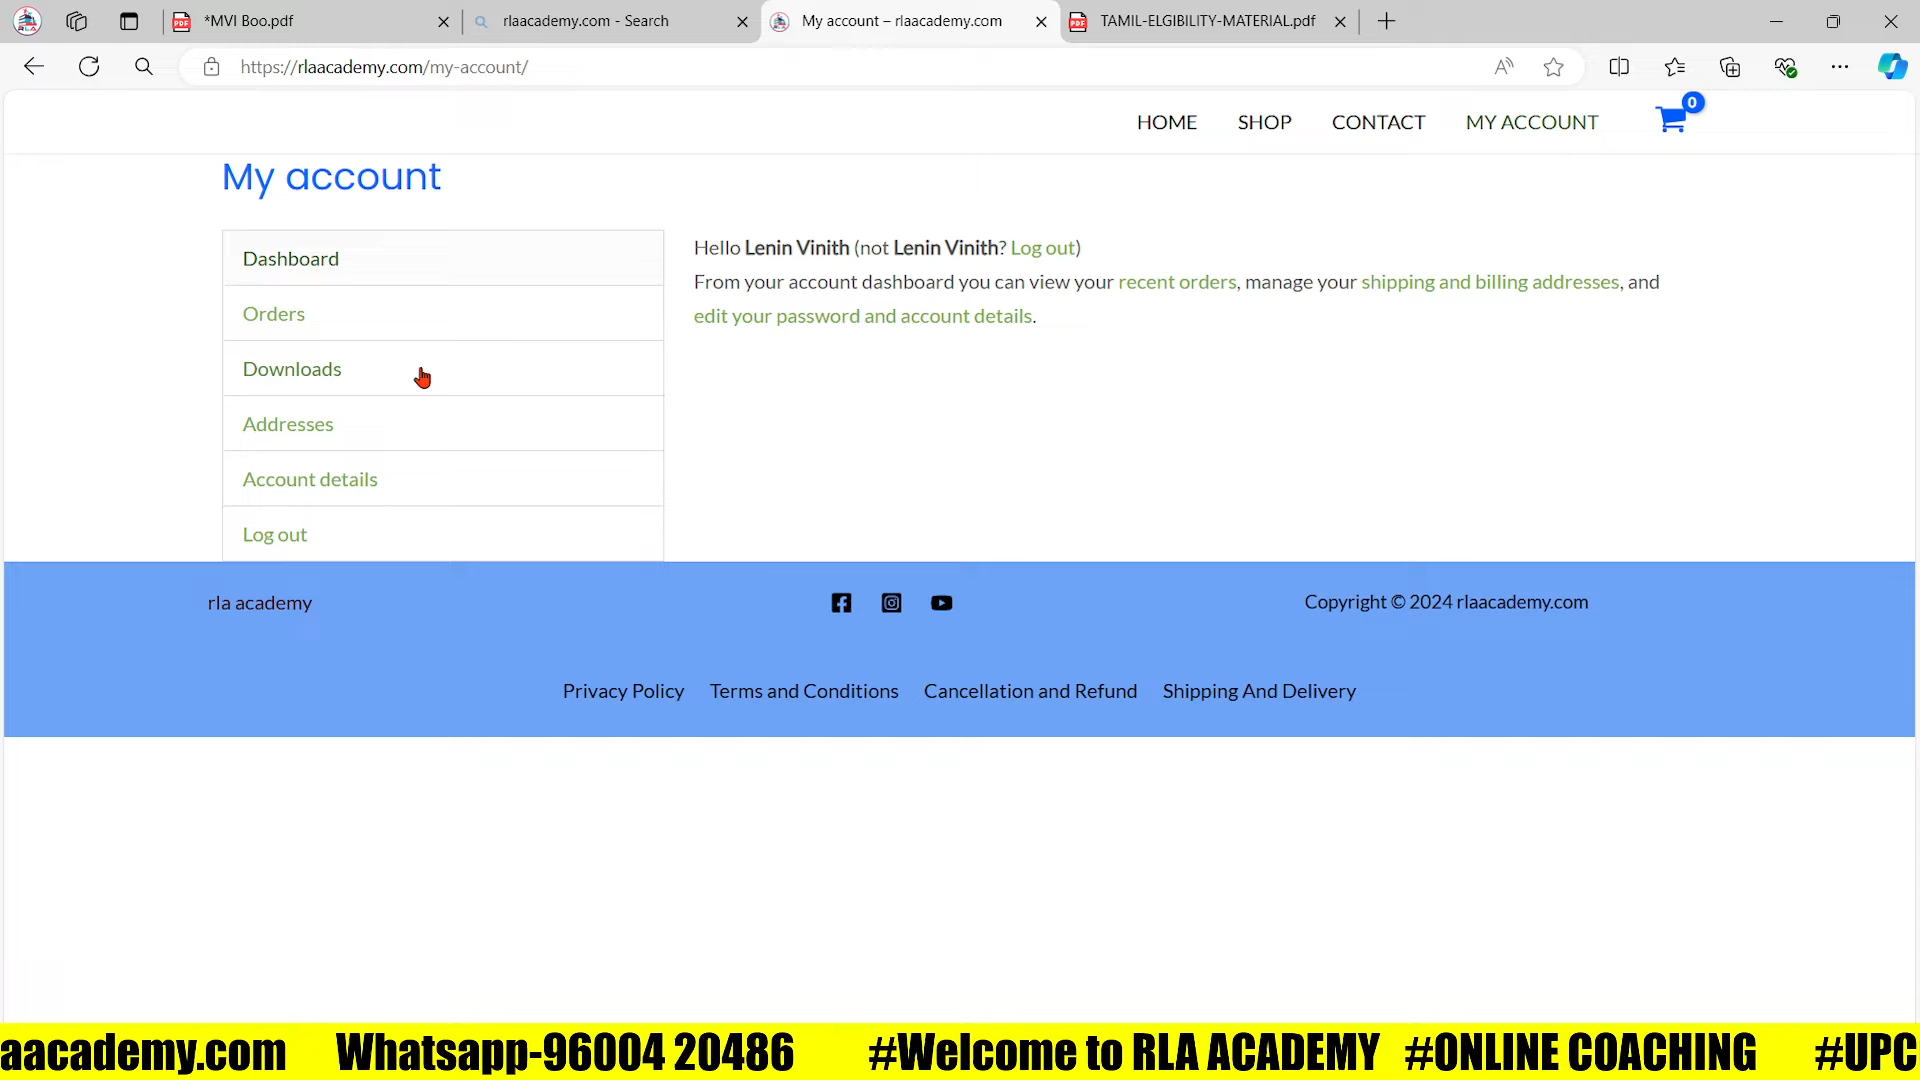 *MVI Boo.pdf
rlaacademy.com - Search
My account – rlaacademy.com
TAMIL-ELGIBILITY-MATERIAL.pdf
https://rlaacademy.com/my-account/
HOME
SHOP
CONTACT
MY ACCOUNT
0
My account
Dashboard
Orders
Downloads
Addresses
Account details
Log out
Hello Lenin Vinith (not Lenin Vinith? Log out)
From your account dashboard you can view your recent orders, manage your shipping and billing addresses, and
edit your password and account details.
rla academy
Copyright © 2024 rlaacademy.com
Privacy Policy
Terms and Conditions
Cancellation and Refund
Shipping And Delivery
aacademy.com Whatsapp-96004 20486 #Welcome to RLA ACADEMY #ONLINE COACHING #UPC